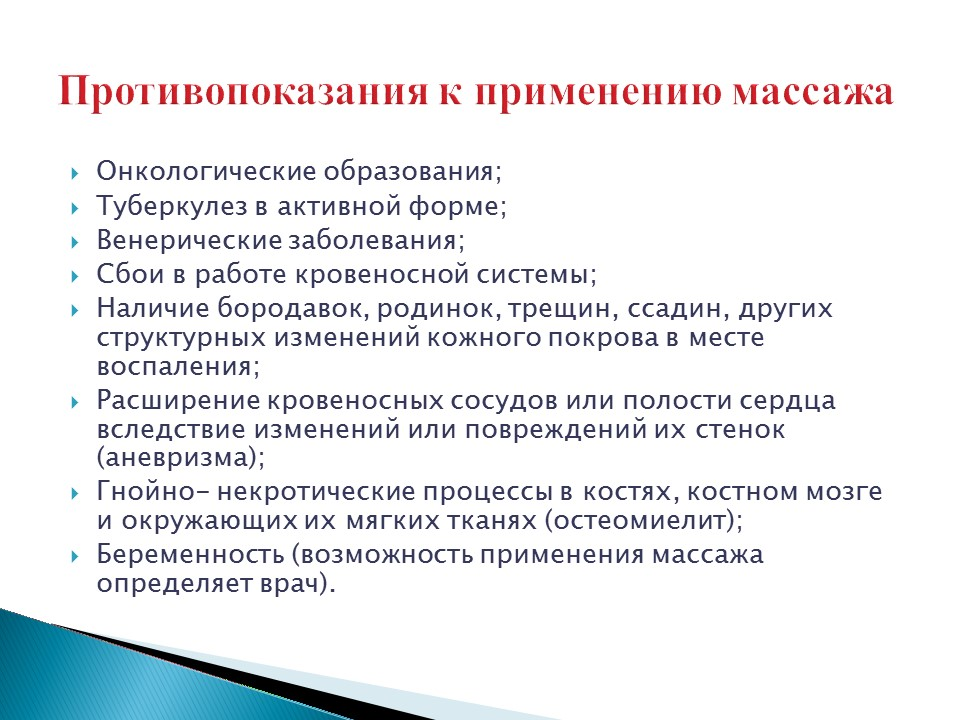 Противопоказания к применению массажа
Онкологические образования;
Туберкулез в активной форме;
Венерические заболевания;
Сбои в работе кровеносной системы;
Наличие бородавок, родинок, трещин, ссадин, других
структурных изменений кожного покрова в месте
воспаления;
Расширение кровеносных сосудов или полости сердца
вследствие изменений или повреждений их стенок
(аневризма);
Гнойно- некротические процессы в костях, костном мозге
и окружающих их мягких тканях (остеомиелит);
Беременность (возможность применения массажа
определяет врач).